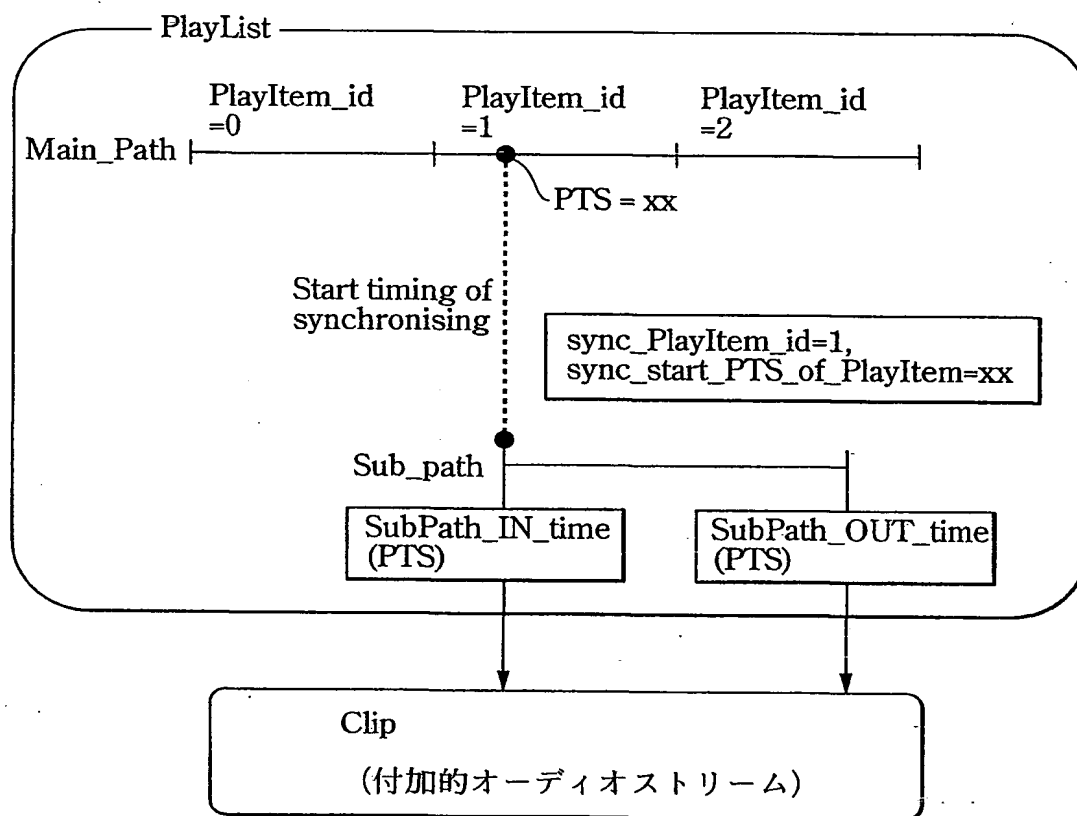 PlayList
PlayItem_id
=0
PlayItem_id
=1
PlayItem_id
=2
Main_Path
PTS = xx
Start timing of
synchronising
sync_PlayItem_id=1,
sync_start_PTS_of_PlayItem=xx
Sub_path
SubPath_IN_time
(PTS)
SubPath_OUT_time
(PTS)
Clip
(付加的オーディオストリーム)